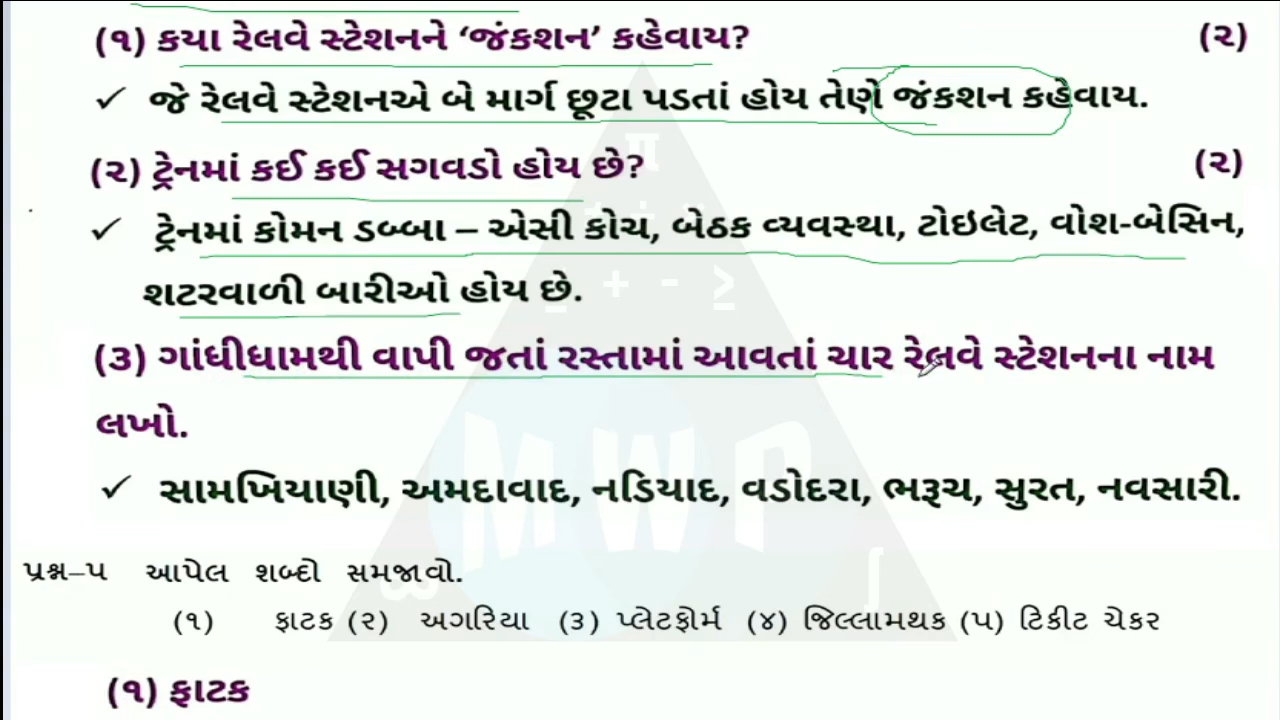 (૧) કયા રેલવે સ્ટેશનને ‘જંકશન’ કહેવાય? (૨)
✓ જે રેલવે સ્ટેશનએ બે માર્ગ છૂટા પડતાં હોય તેણે જંકશન કહેવાય.
(૨) ટ્રેનમાં કઈ કઈ સગવડો હોય છે? (૨)
✓ ટ્રેનમાં કોમન ડબ્બા – એસી કોચ, બેઠક વ્યવસ્થા, ટોઇલેટ, વોશ-બેસિન,
શટરવાળી બારીઓ હોય છે.
(૩) ગાંધીધામથી વાપી જતાં રસ્તામાં આવતાં ચાર રેલવે સ્ટેશનના નામ
લખો.
✓ સામખિયાણી, અમદાવાદ, નડિયાદ, વડોદરા, ભરૂચ, સુરત, નવસારી.
પ્રશ્ન–૫ આપેલ શબ્દો સમજાવો.
(૧) ફાટક (૨) અગરિયા (૩) પ્લેટફોર્મ (૪) જિલ્લામથક (૫) ટિકીટ ચેકર
(૧) ફાટક